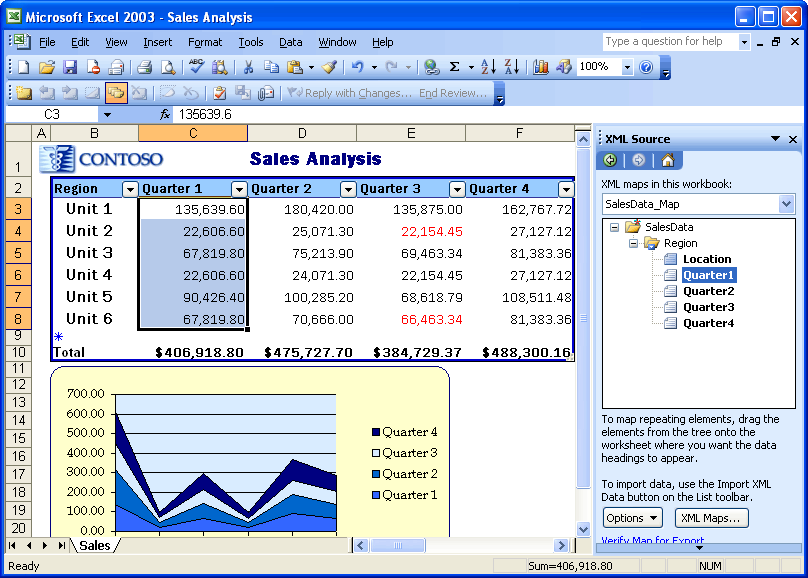 Microsoft Excel 2003 - Sales Analysis
File Edit View Insert Format Tools Data Window Help Type a question for help
100%
Reply with Changes... End Review...
C3 fx 135639.6
A B C D E F
1 CONTOSO Sales Analysis
2 Region Quarter 1 Quarter 2 Quarter 3 Quarter 4
3 Unit 1 135,639.60 180,420.00 135,875.00 162,767.72
4 Unit 2 22,606.60 25,071.30 22,154.45 27,127.12
5 Unit 3 67,819.80 75,213.90 69,463.34 81,383.36
6 Unit 4 22,606.60 24,071.30 22,154.45 27,127.12
7 Unit 5 90,426.40 100,285.20 68,618.79 108,511.48
8 Unit 6 67,819.80 70,666.00 66,463.34 81,383.36
9 *
10 Total $406,918.80 $475,727.70 $384,729.37 $488,300.16
11
12
13
14
15
16
17
18
19
20
700.00
600.00
500.00
400.00
300.00
200.00
100.00
0.00
Quarter 4
Quarter 3
Quarter 2
Quarter 1
Sales
XML Source
XML maps in this workbook:
SalesData_Map
SalesData
Region
Location
Quarter1
Quarter2
Quarter3
Quarter4
To map repeating elements, drag the
elements from the tree onto the
worksheet where you want the data
headings to appear.
To import data, use the Import XML
Data button on the List toolbar.
Options XML Maps...
Verify Map for Export...
Ready Sum=406,918.80 NUM